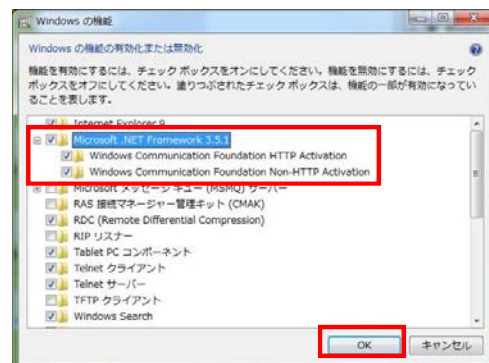 Windows の機能
Windows の機能の有効化または無効化
機能を有効にするには、チェック ボックスをオンにしてください。機能を無効にするには、チェック
ボックスをオフにしてください。塗りつぶされたチェック ボックスは、機能の一部が有効になってい
ることを表します。
Internet Explorer 9
Microsoft .NET Framework 3.5.1
Windows Communication Foundation HTTP Activation
Windows Communication Foundation Non-HTTP Activation
Microsoft メッセージ キュー (MSMQ) サーバー
RAS 接続マネージャー管理キット (CMAK)
RDC (Remote Differential Compression)
RIP リスナー
Tablet PC コンポーネント
Telnet クライアント
Telnet サーバー
TFTP クライアント
Windows Search
OK
キャンセル